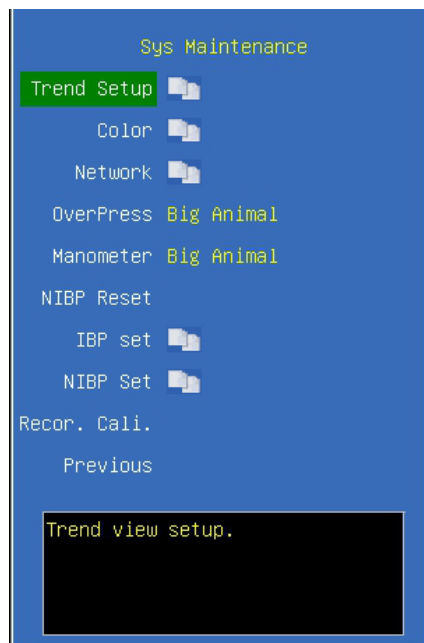 Sys Maintenance
Trend Setup
Color
Network
OverPress Big Animal
Manometer Big Animal
NIBP Reset
IBP set
NIBP Set
Recor. Cali.
Previous
Trend view setup.